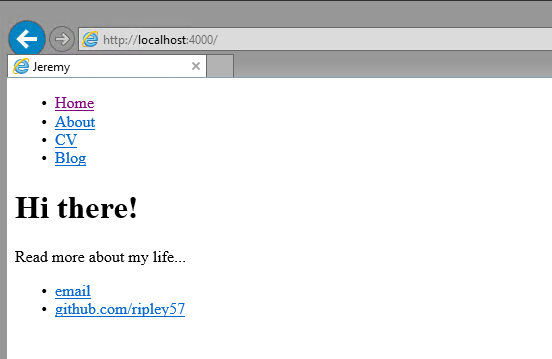 http://localhost:4000/
Jeremy
Home
About
CV
Blog
Hi there!
Read more about my life...
email
github.com/ripley57